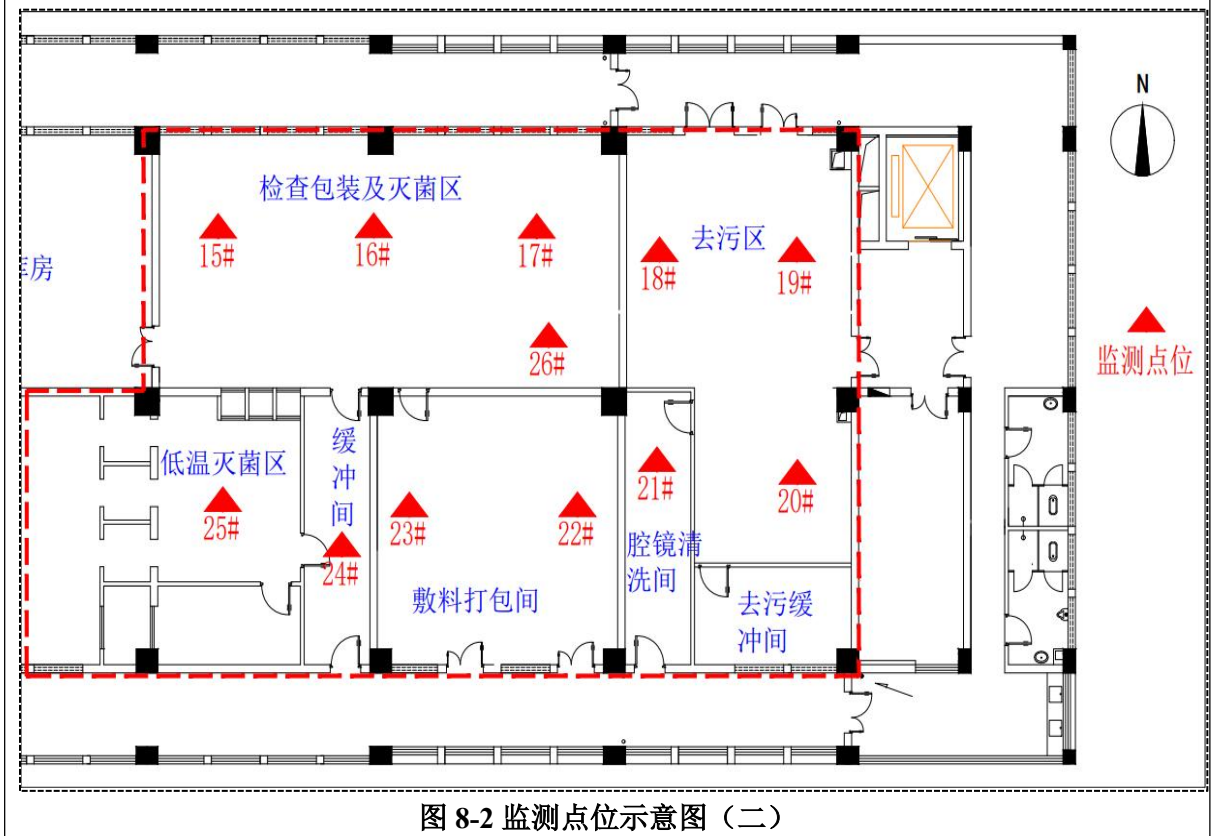 N
检查包装及灭菌区
去污区
15#
16#
17#
18#
19#
房
26#
监测点位
缓
冲
间
低温灭菌区
25#
24#
23#
22#
21#
20#
腔镜清
洗间
敷料打包间
去污缓
冲间
图 8-2 监测点位示意图（二）